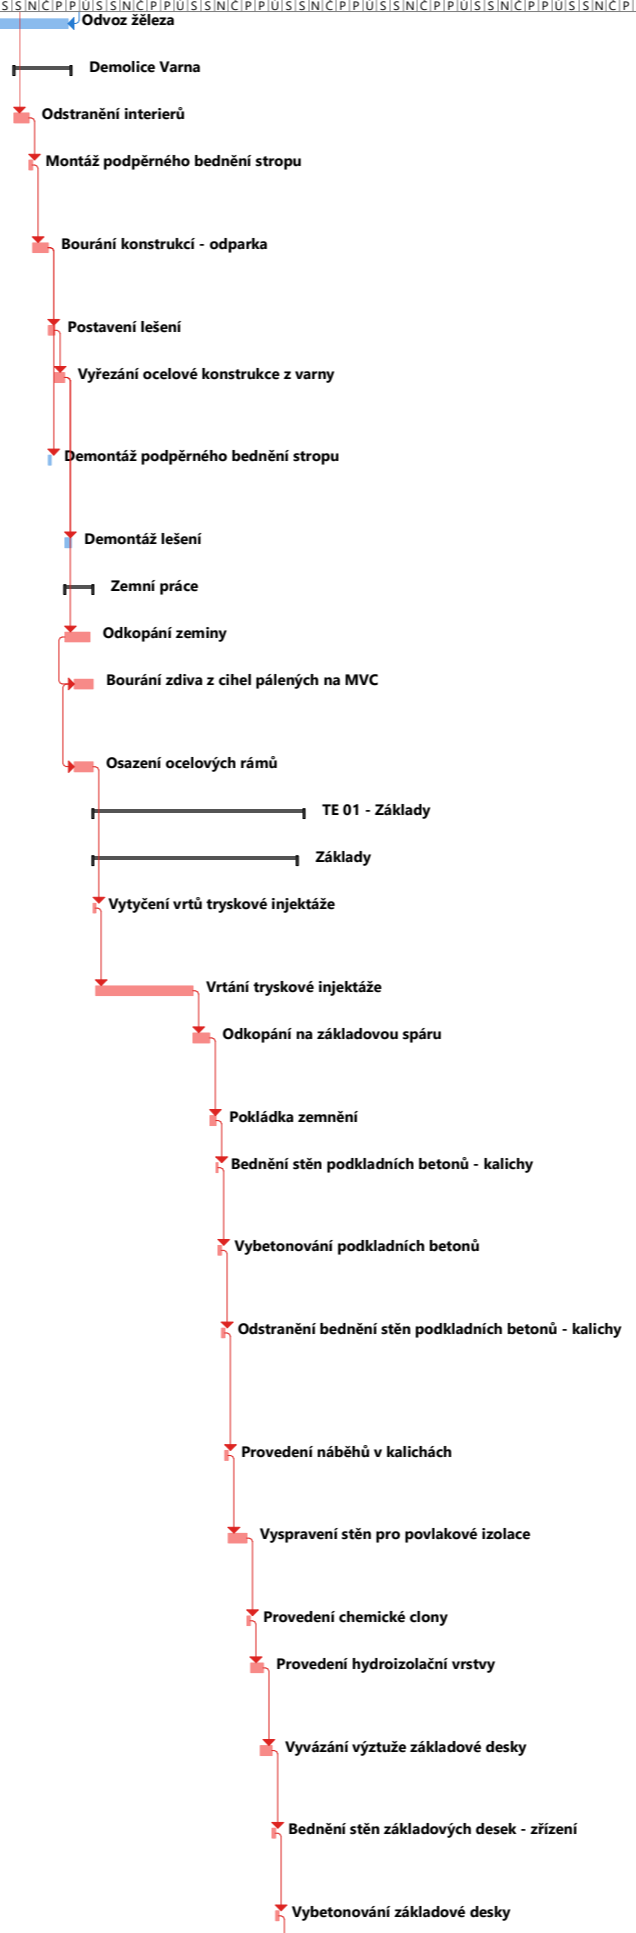 S S N Č P P Ú S S N Č P P Ú S S N Č P P Ú S S N Č P P Ú S S N Č P P Ú S S N Č P P Ú S S N Č P
Odvoz žěleza
Demolice Varna
Odstranění interierů
Montáž podpěrného bednění stropu
Bourání konstrukcí - odparka
Postavení lešení
Vyřezání ocelové konstrukce z varny
Demontáž podpěrného bednění stropu
Demontáž lešení
Zemní práce
Odkopání zeminy
Bourání zdiva z cihel pálených na MVC
Osazení ocelových rámů
TE 01 - Základy
Základy
Vytyčení vrtů tryskové injektáže
Vrtání tryskové injektáže
Odkopání na základovou spáru
Pokládka zemnění
Bednění stěn podkladních betonů - kalichy
Vybetonování podkladních betonů
Odstranění bednění stěn podkladních betonů - kalichy
Provedení náběhů v kalichách
Vyspravení stěn pro povlakové izolace
Provedení chemické clony
Provedení hydroizolační vrstvy
Vyvázání výztuže základové desky
Bednění stěn základových desek - zřízení
Vybetonování základové desky